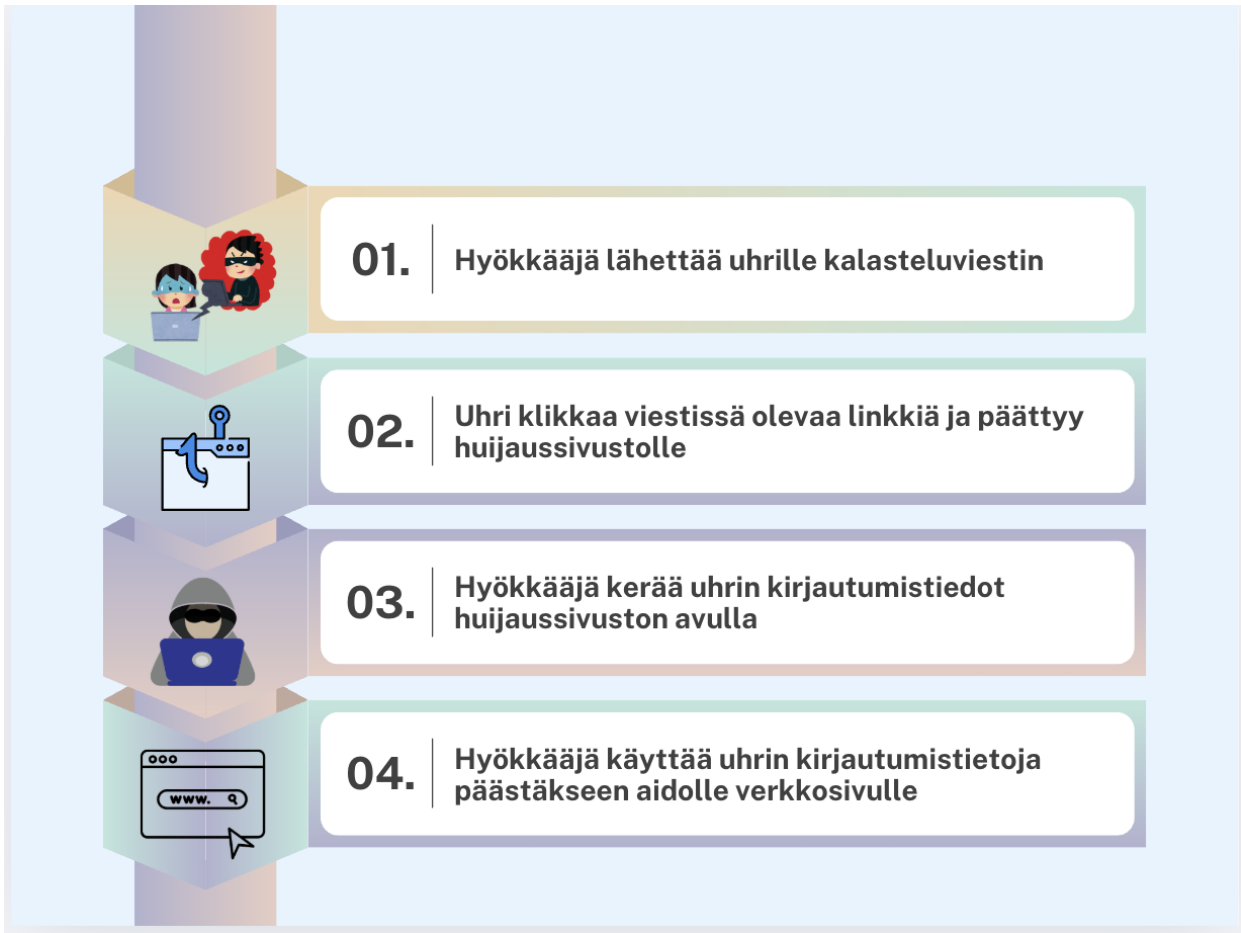 01.
Hyökkääjä lähettää uhrille kalasteluviestin
02.
Uhri klikkaa viestissä olevaa linkkiä ja päättyy
huijaussivustolle
03.
Hyökkääjä kerää uhrin kirjautumistiedot
huijaussivuston avulla
04.
Hyökkääjä käyttää uhrin kirjautumistietoja
päästäkseen aidolle verkkosivulle
www.